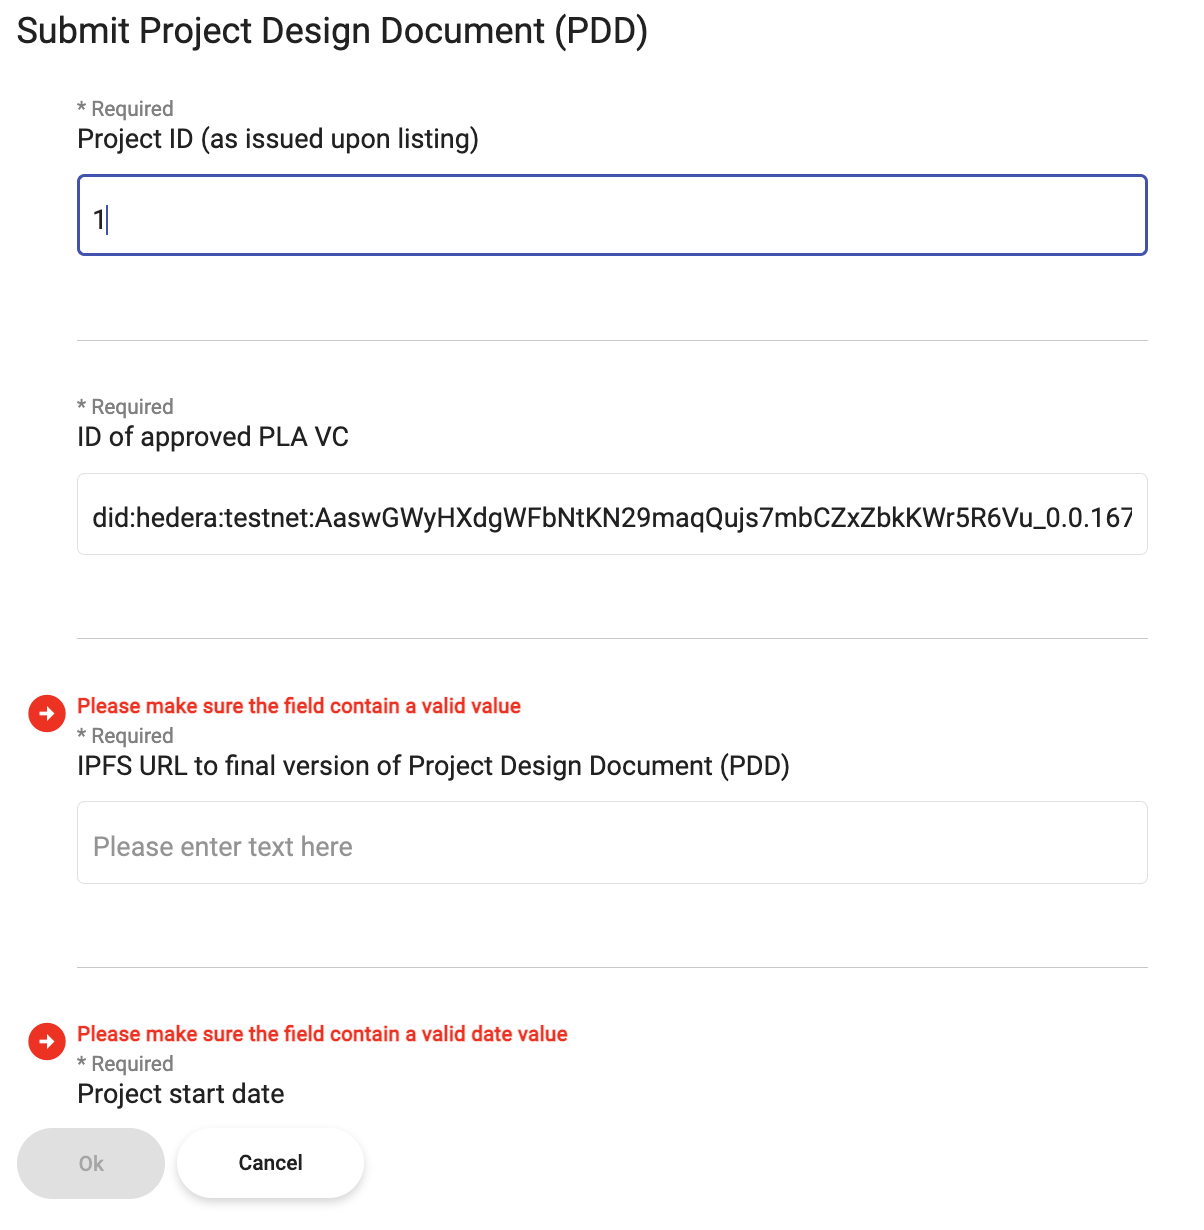 Submit Project Design Document (PDD)
* Required
Project ID (as issued upon listing)
1
* Required
ID of approved PLA VC
did:hedera:testnet:AaswGWyHXdgWFbNtKN29maqQujs7mbCZxZbkKWr5R6Vu_0.0.167
Please make sure the field contain a valid value
* Required
IPFS URL to final version of Project Design Document (PDD)
Please enter text here
Please make sure the field contain a valid date value
* Required
Project start date
Ok Cancel